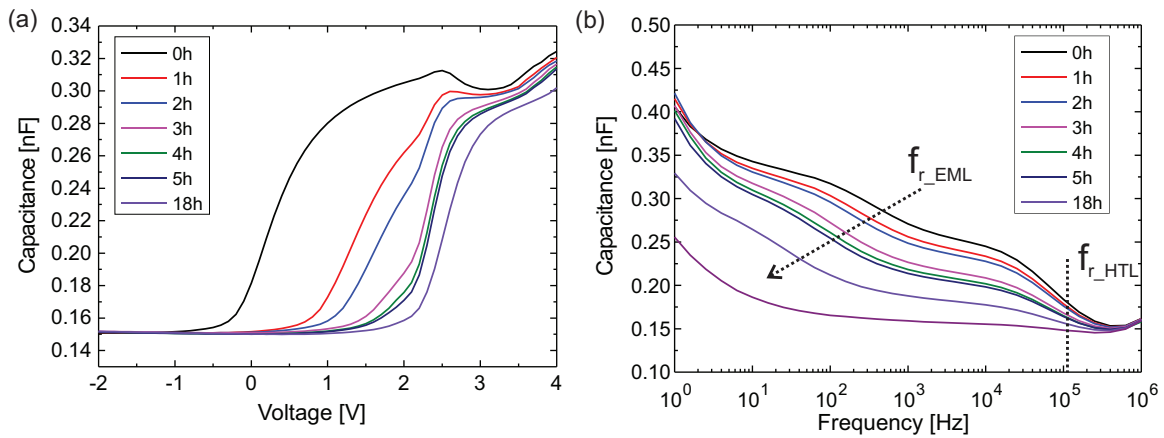 (a)
Capacitance [nF]
0.34
0.32
0.30
0.28
0.26
0.24
0.22
0.20
0.18
0.16
0.14
0h
1h
2h
3h
4h
5h
18h
-2
-1
0
1
2
3
4
Voltage [V]
(b)
Capacitance [nF]
0.50
0.45
0.40
0.35
0.30
0.25
0.20
0.15
0.10
0h
1h
2h
3h
4h
5h
18h
f_{r_EML}
f_{r_HTL}
10^0
10^1
10^2
10^3
10^4
10^5
10^6
Frequency [Hz]